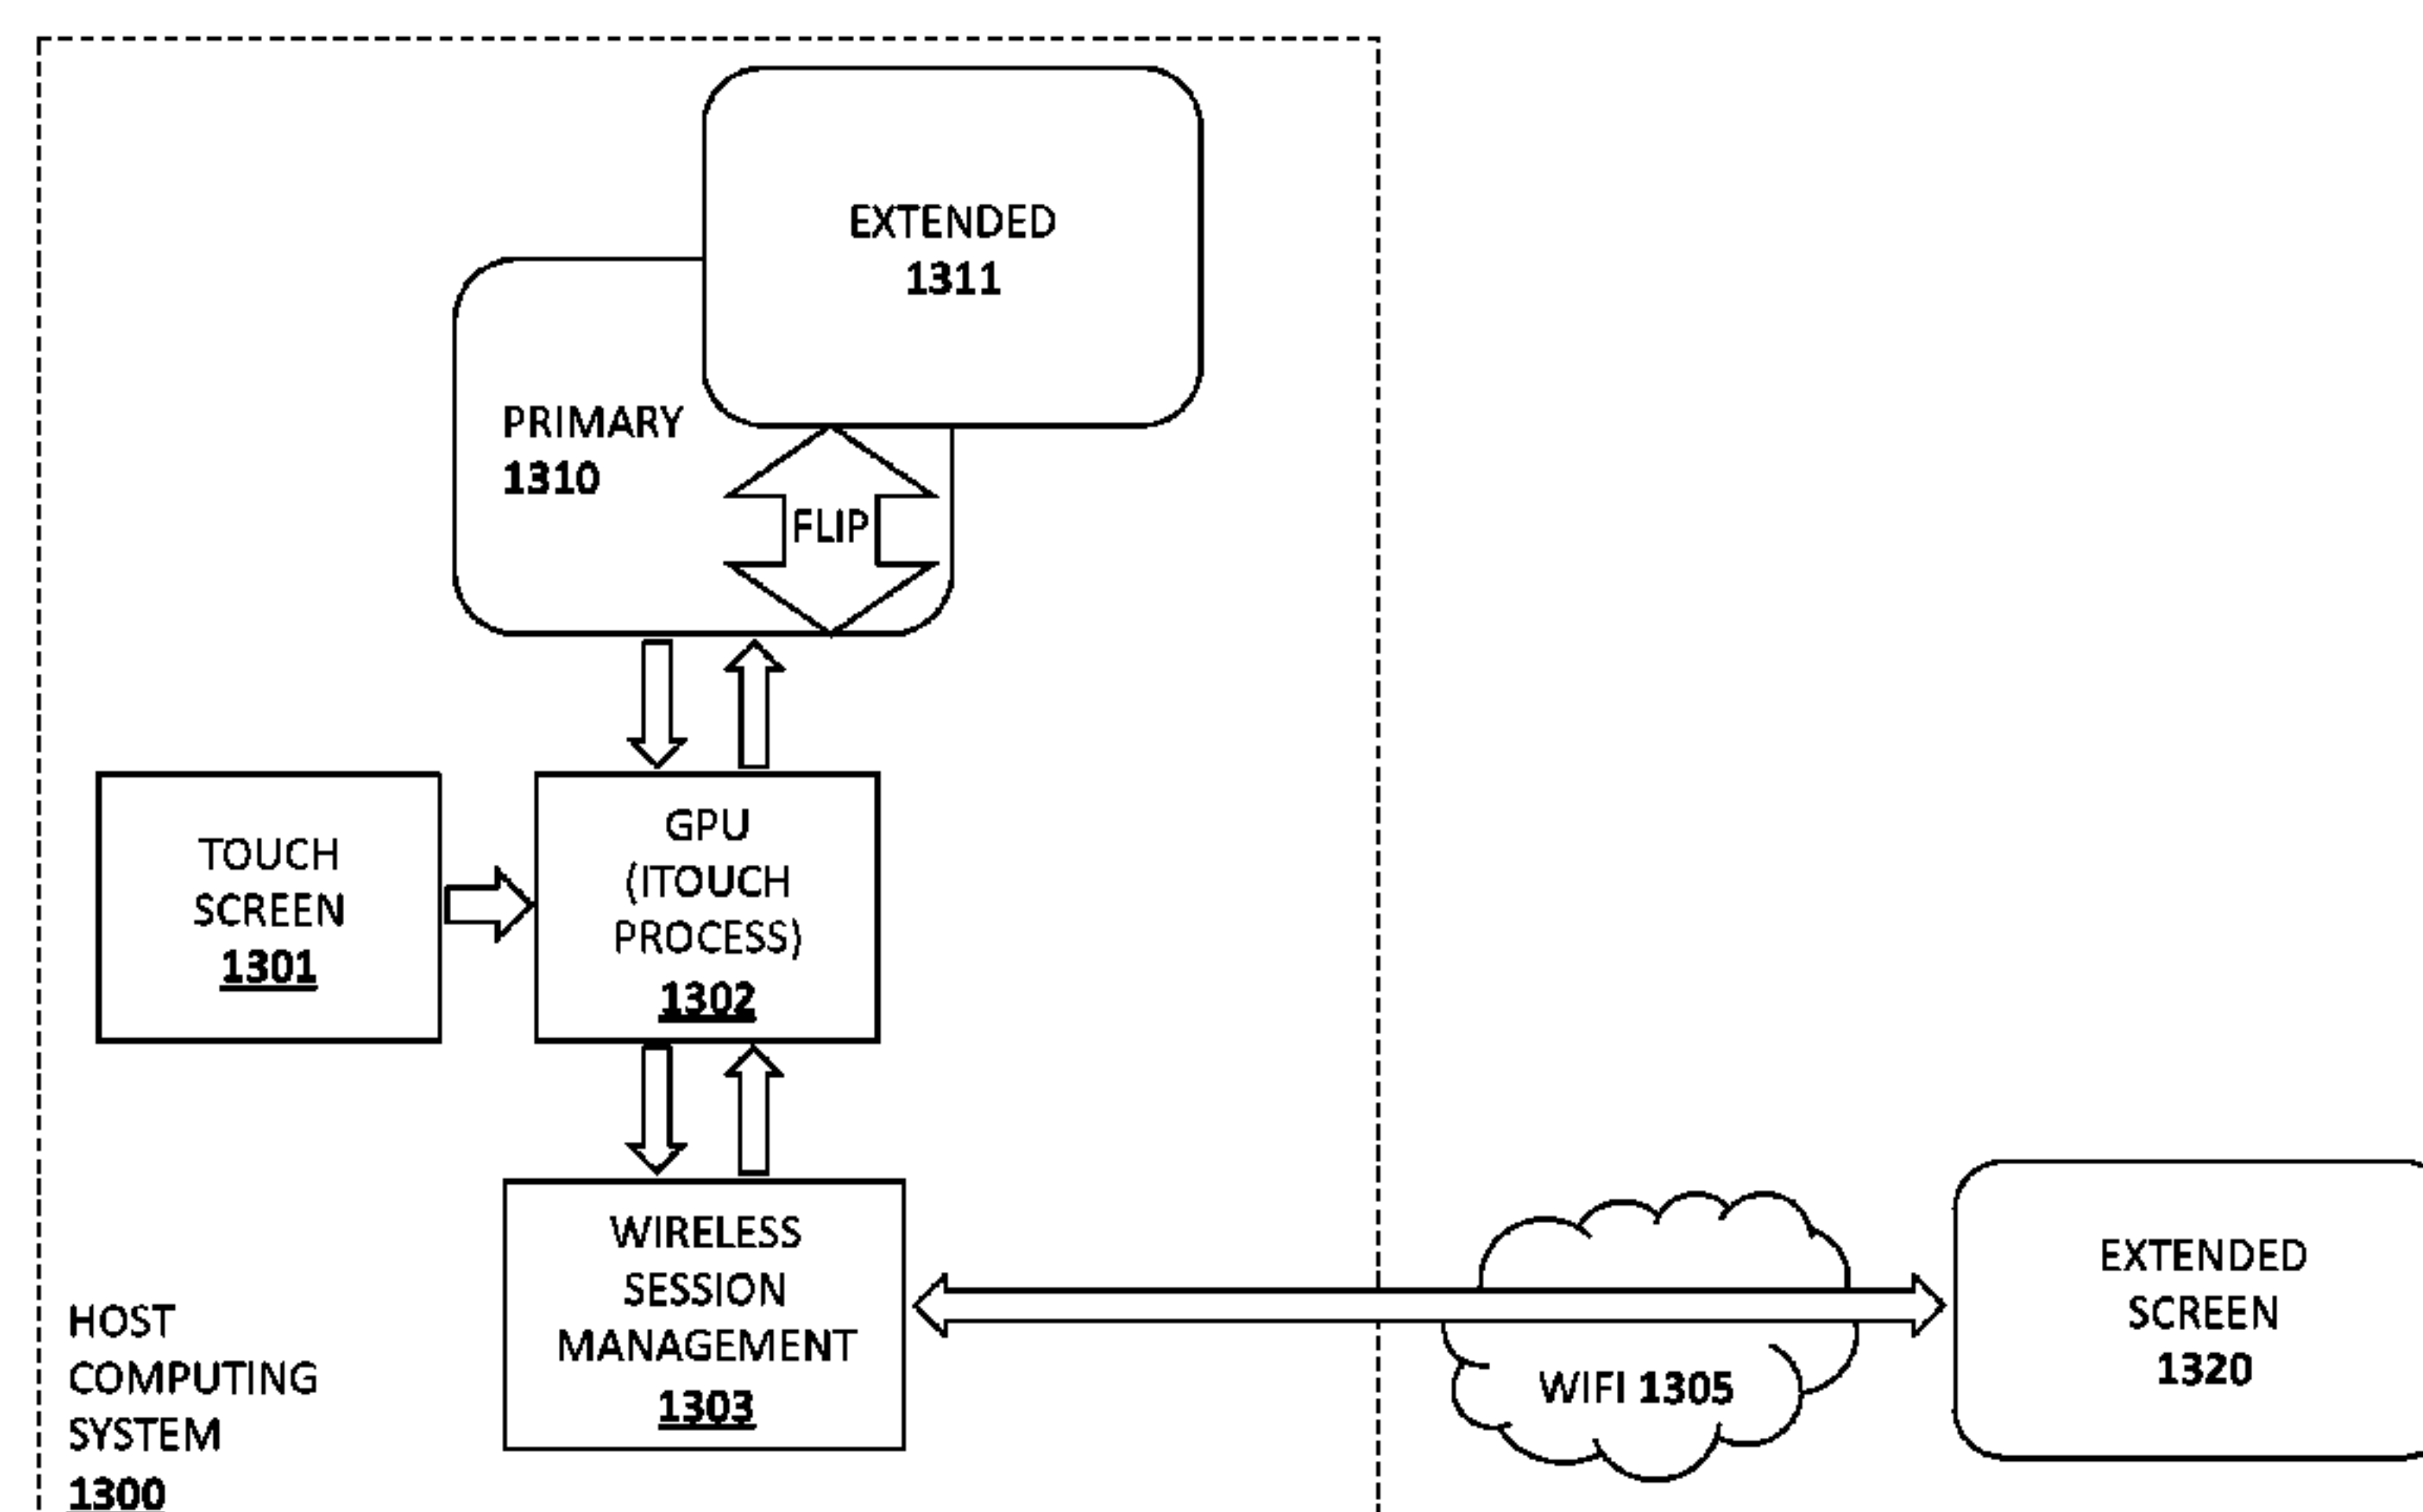 EXTENDED
1311
PRIMARY
1310
FLIP
TOUCH
SCREEN
1301
GPU
(ITOUCH
PROCESS)
1302
WIRELESS
SESSION
MANAGEMENT
1303
HOST
COMPUTING
SYSTEM
1300
WIFI 1305
EXTENDED
SCREEN
1320